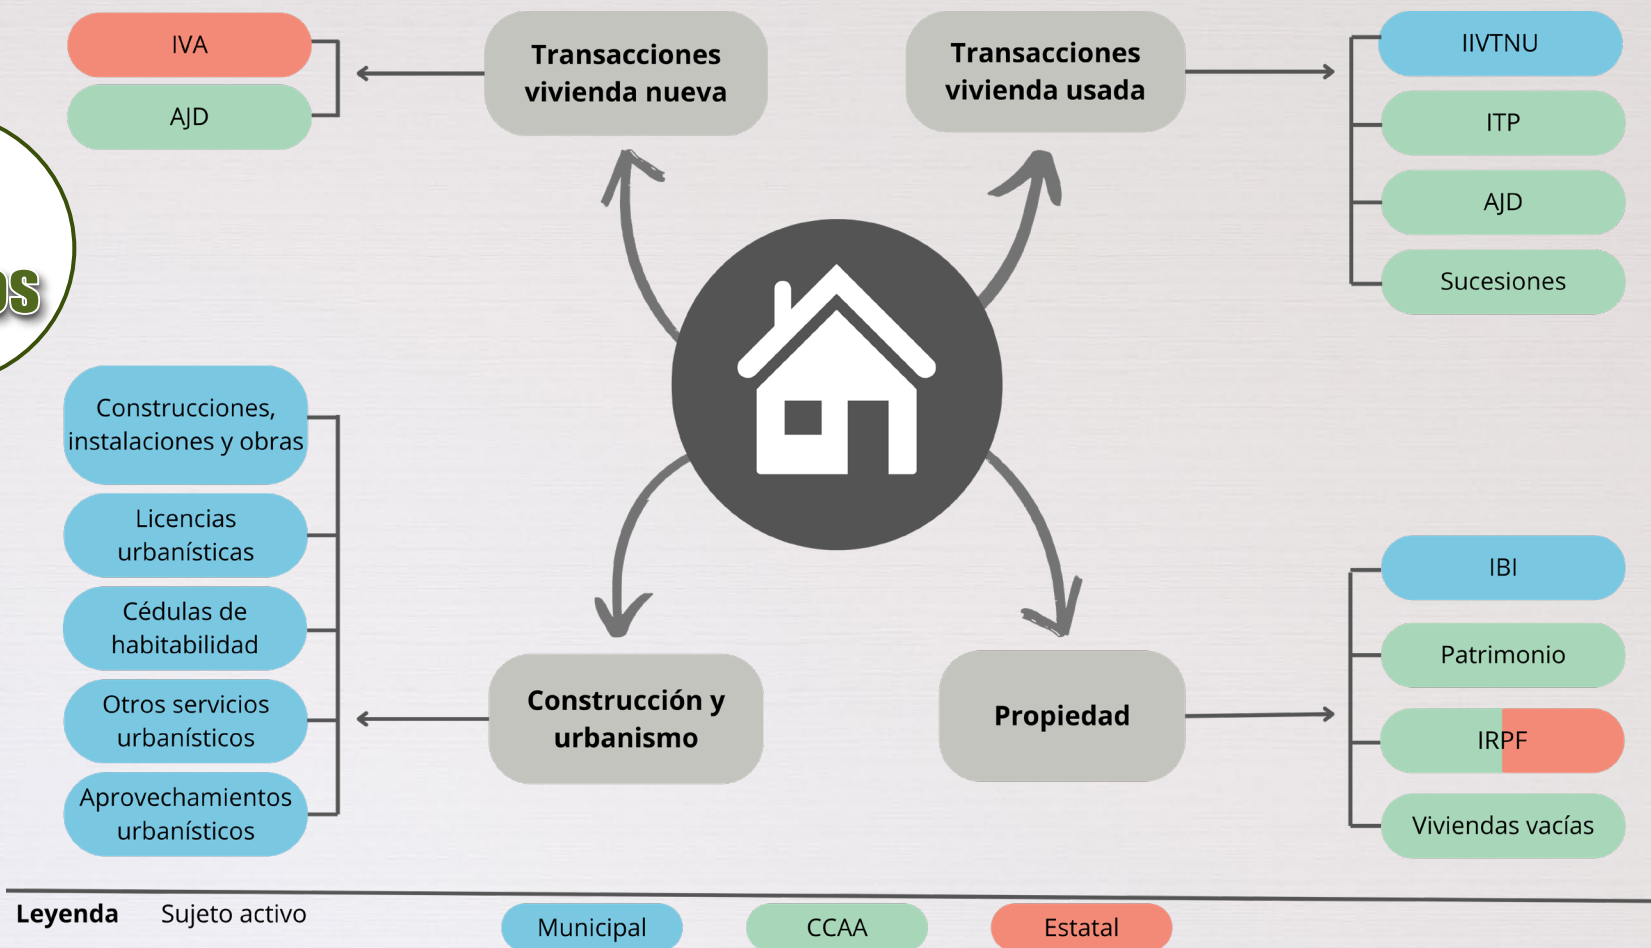 IVA
AJD
Transacciones
vivienda nueva
Transacciones
vivienda usada
IIVTNU
ITP
AJD
Sucesiones
Construcciones,
instalaciones y obras
Licencias
urbanísticas
Cédulas de
habitabilidad
Otros servicios
urbanísticos
Aprovechamientos
urbanísticos
Construcción y
urbanismo
Propiedad
IBI
Patrimonio
IRPF
Viviendas vacías
Leyenda Sujeto activo
Municipal CCAA Estatal